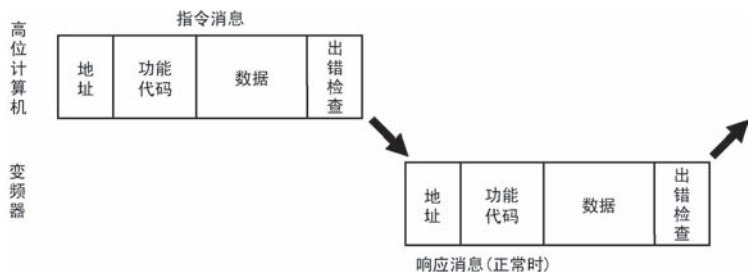 指令消息
高位计算机
地址
功能
代码
数据
出错检查
变频器
地址
功能
代码
数据
出错检查
响应消息(正常时)